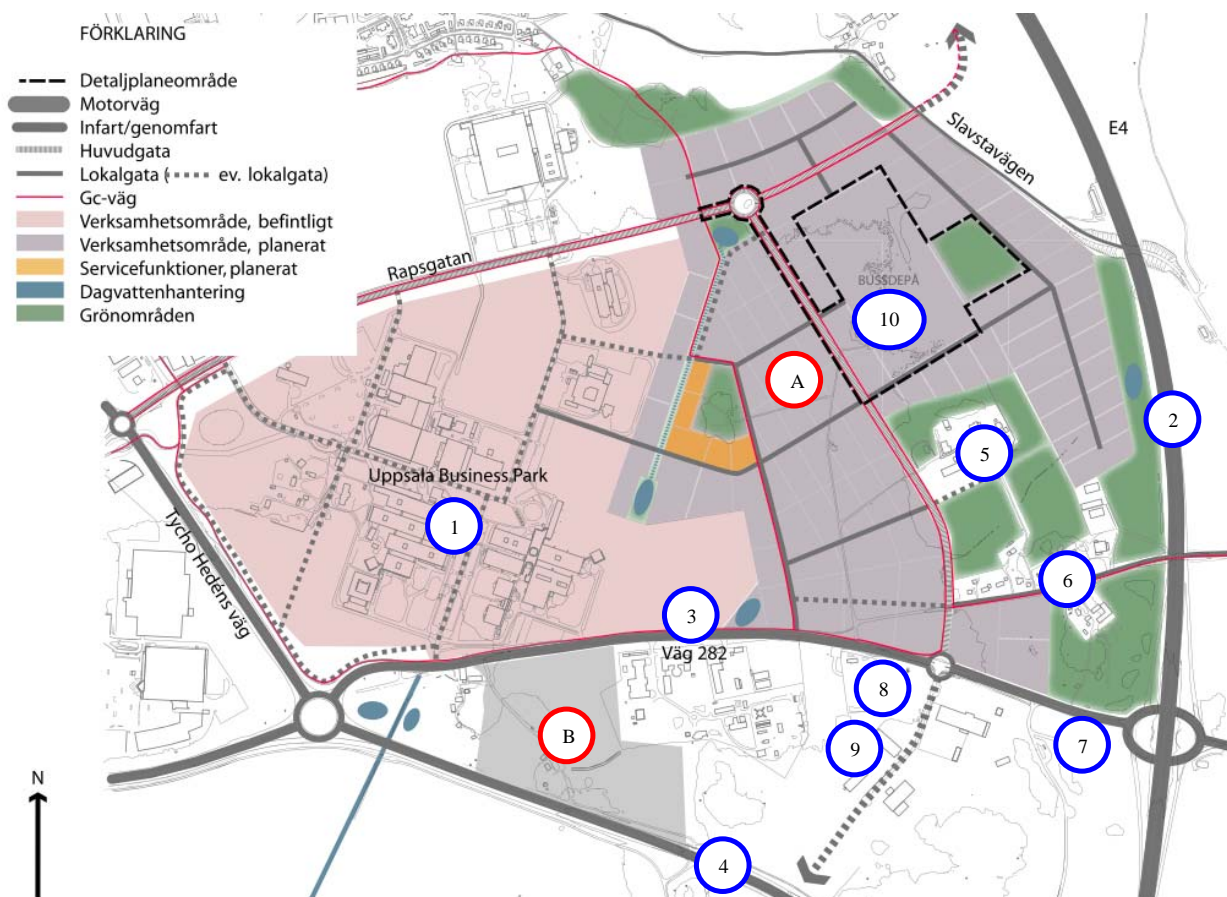 FÖRKLARING
Detaljplaneområde
Motorväg
Infart/genomfart
Huvudgata
Lokalgata ( ev. lokalgata)
Gc-väg
Verksamhetsområde, befintligt
Verksamhetsområde, planerat
Servicefunktioner, planerat
Dagvattenhantering
Grönområden
E4
Slavstavägen
Rapsgatan
BUSSDEPÅ
10
A
2
5
Uppsala Business Park
1
Tycho Hedéns väg
6
3
Väg 282
8
B
9
7
N
4